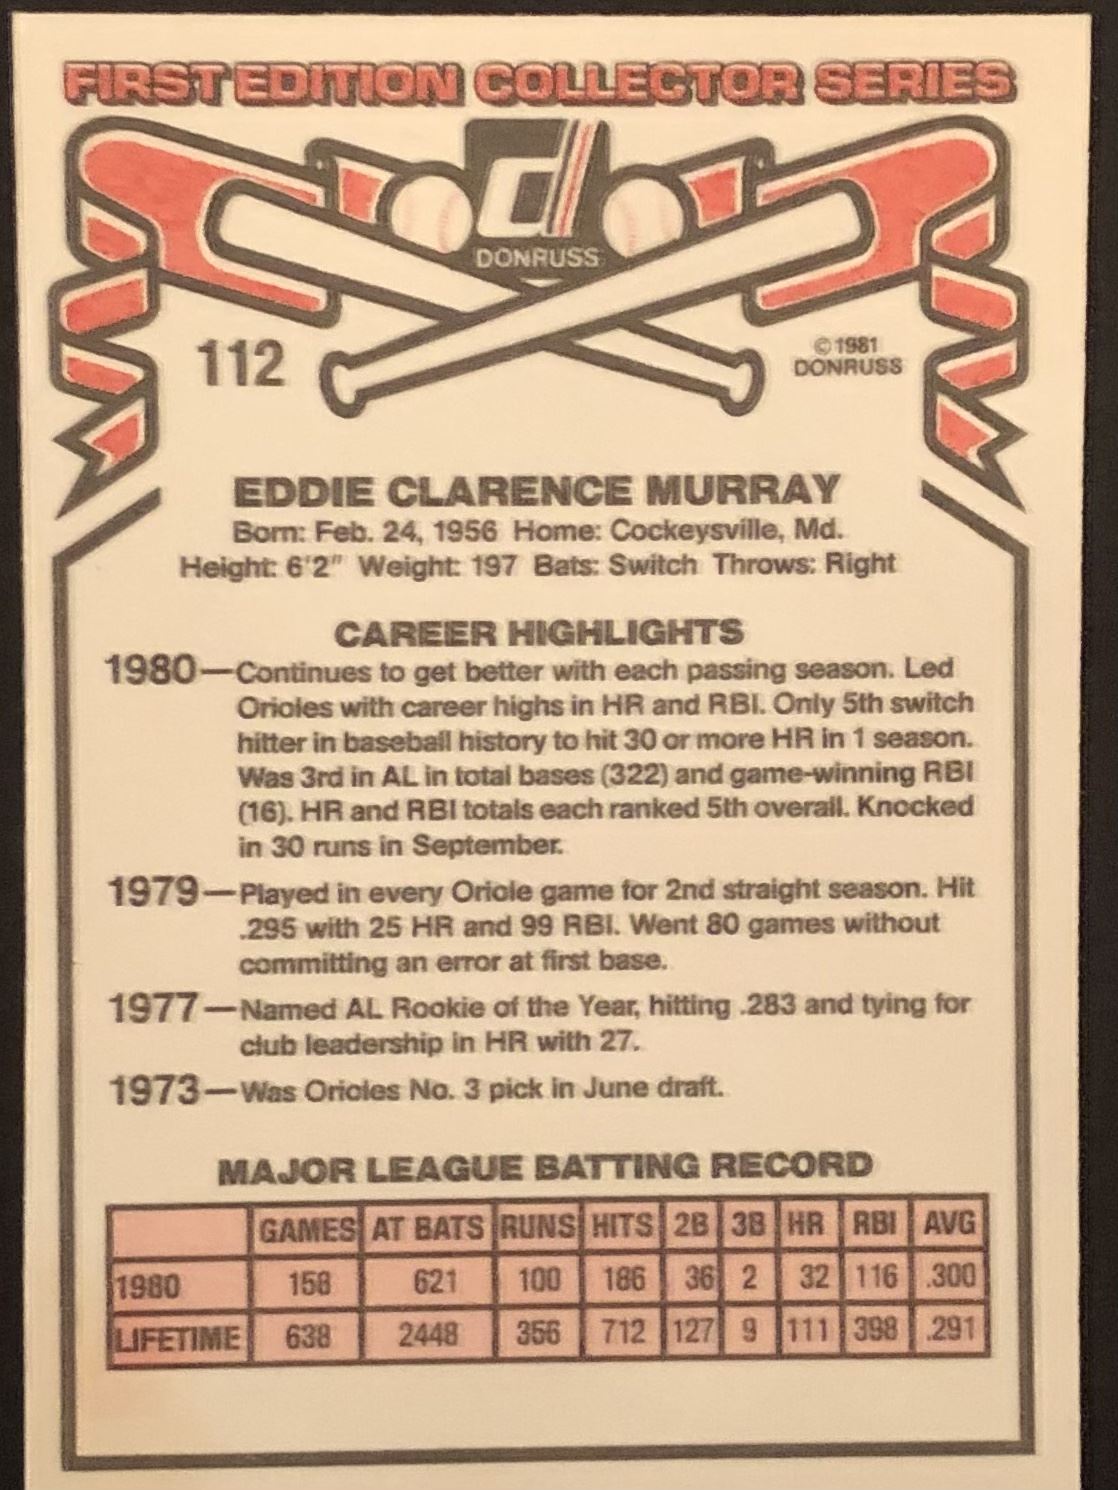 FIRST EDITION COLLECTOR SERIES
d
DONRUSS
112
©1981
DONRUSS
EDDIE CLARENCE MURRAY
Born: Feb. 24, 1956 Home: Cockeysville, Md.
Height: 6'2" Weight: 197 Bats: Switch Throws: Right
CAREER HIGHLIGHTS
1980—Continues to get better with each passing season. Led
Orioles with career highs in HR and RBI. Only 5th switch
hitter in baseball history to hit 30 or more HR in 1 season.
Was 3rd in AL in total bases (322) and game-winning RBI
(16). HR and RBI totals each ranked 5th overall. Knocked
in 30 runs in September.
1979—Played in every Oriole game for 2nd straight season. Hit
.295 with 25 HR and 99 RBI. Went 80 games without
committing an error at first base.
1977—Named AL Rookie of the Year, hitting .283 and tying for
club leadership in HR with 27.
1973—Was Orioles No. 3 pick in June draft.
MAJOR LEAGUE BATTING RECORD
GAMES AT BATS RUNS HITS 2B 3B HR RBI AVG
1980 158 621 100 186 36 2 32 116 .300
LIFETIME 638 2448 356 712 127 9 111 398 .291